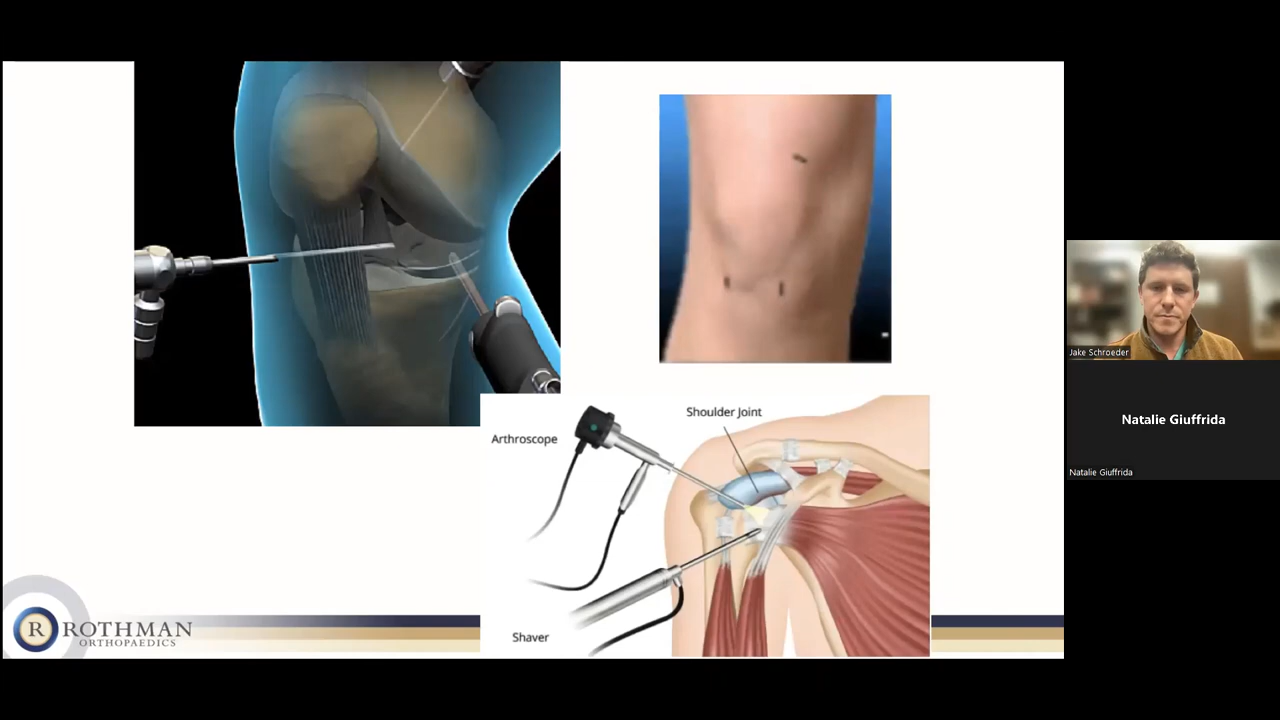 Shoulder Joint
Arthroscope
Shaver
R ROTHMAN
ORTHOPAEDICS
Jake Schroeder
Natalie Giuffrida
Natalie Giuffrida